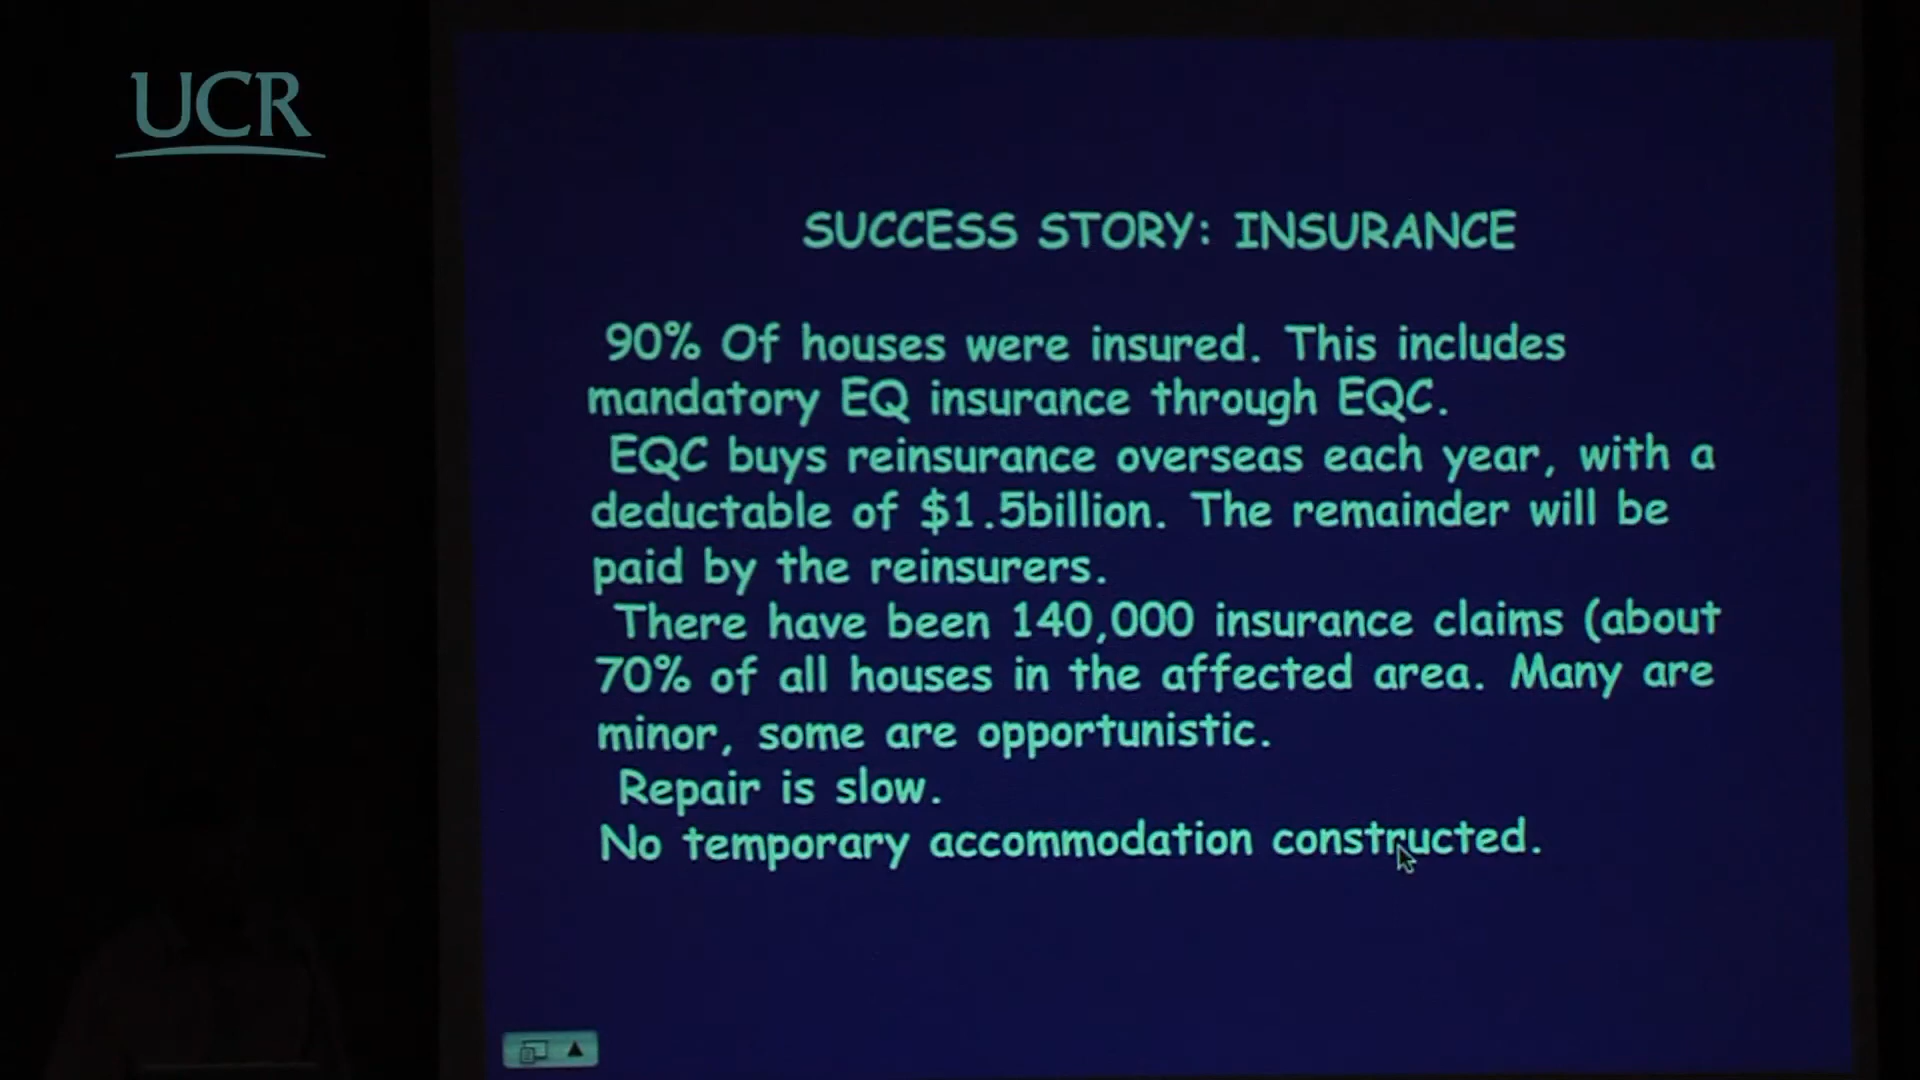 UCR
SUCCESS STORY: INSURANCE
90% Of houses were insured. This includes
mandatory EQ insurance through EQC.
EQC buys reinsurance overseas each year, with a
deductable of $1.5billion. The remainder will be
paid by the reinsurers.
There have been 140,000 insurance claims (about
70% of all houses in the affected area. Many are
minor, some are opportunistic.
Repair is slow.
No temporary accommodation constructed.